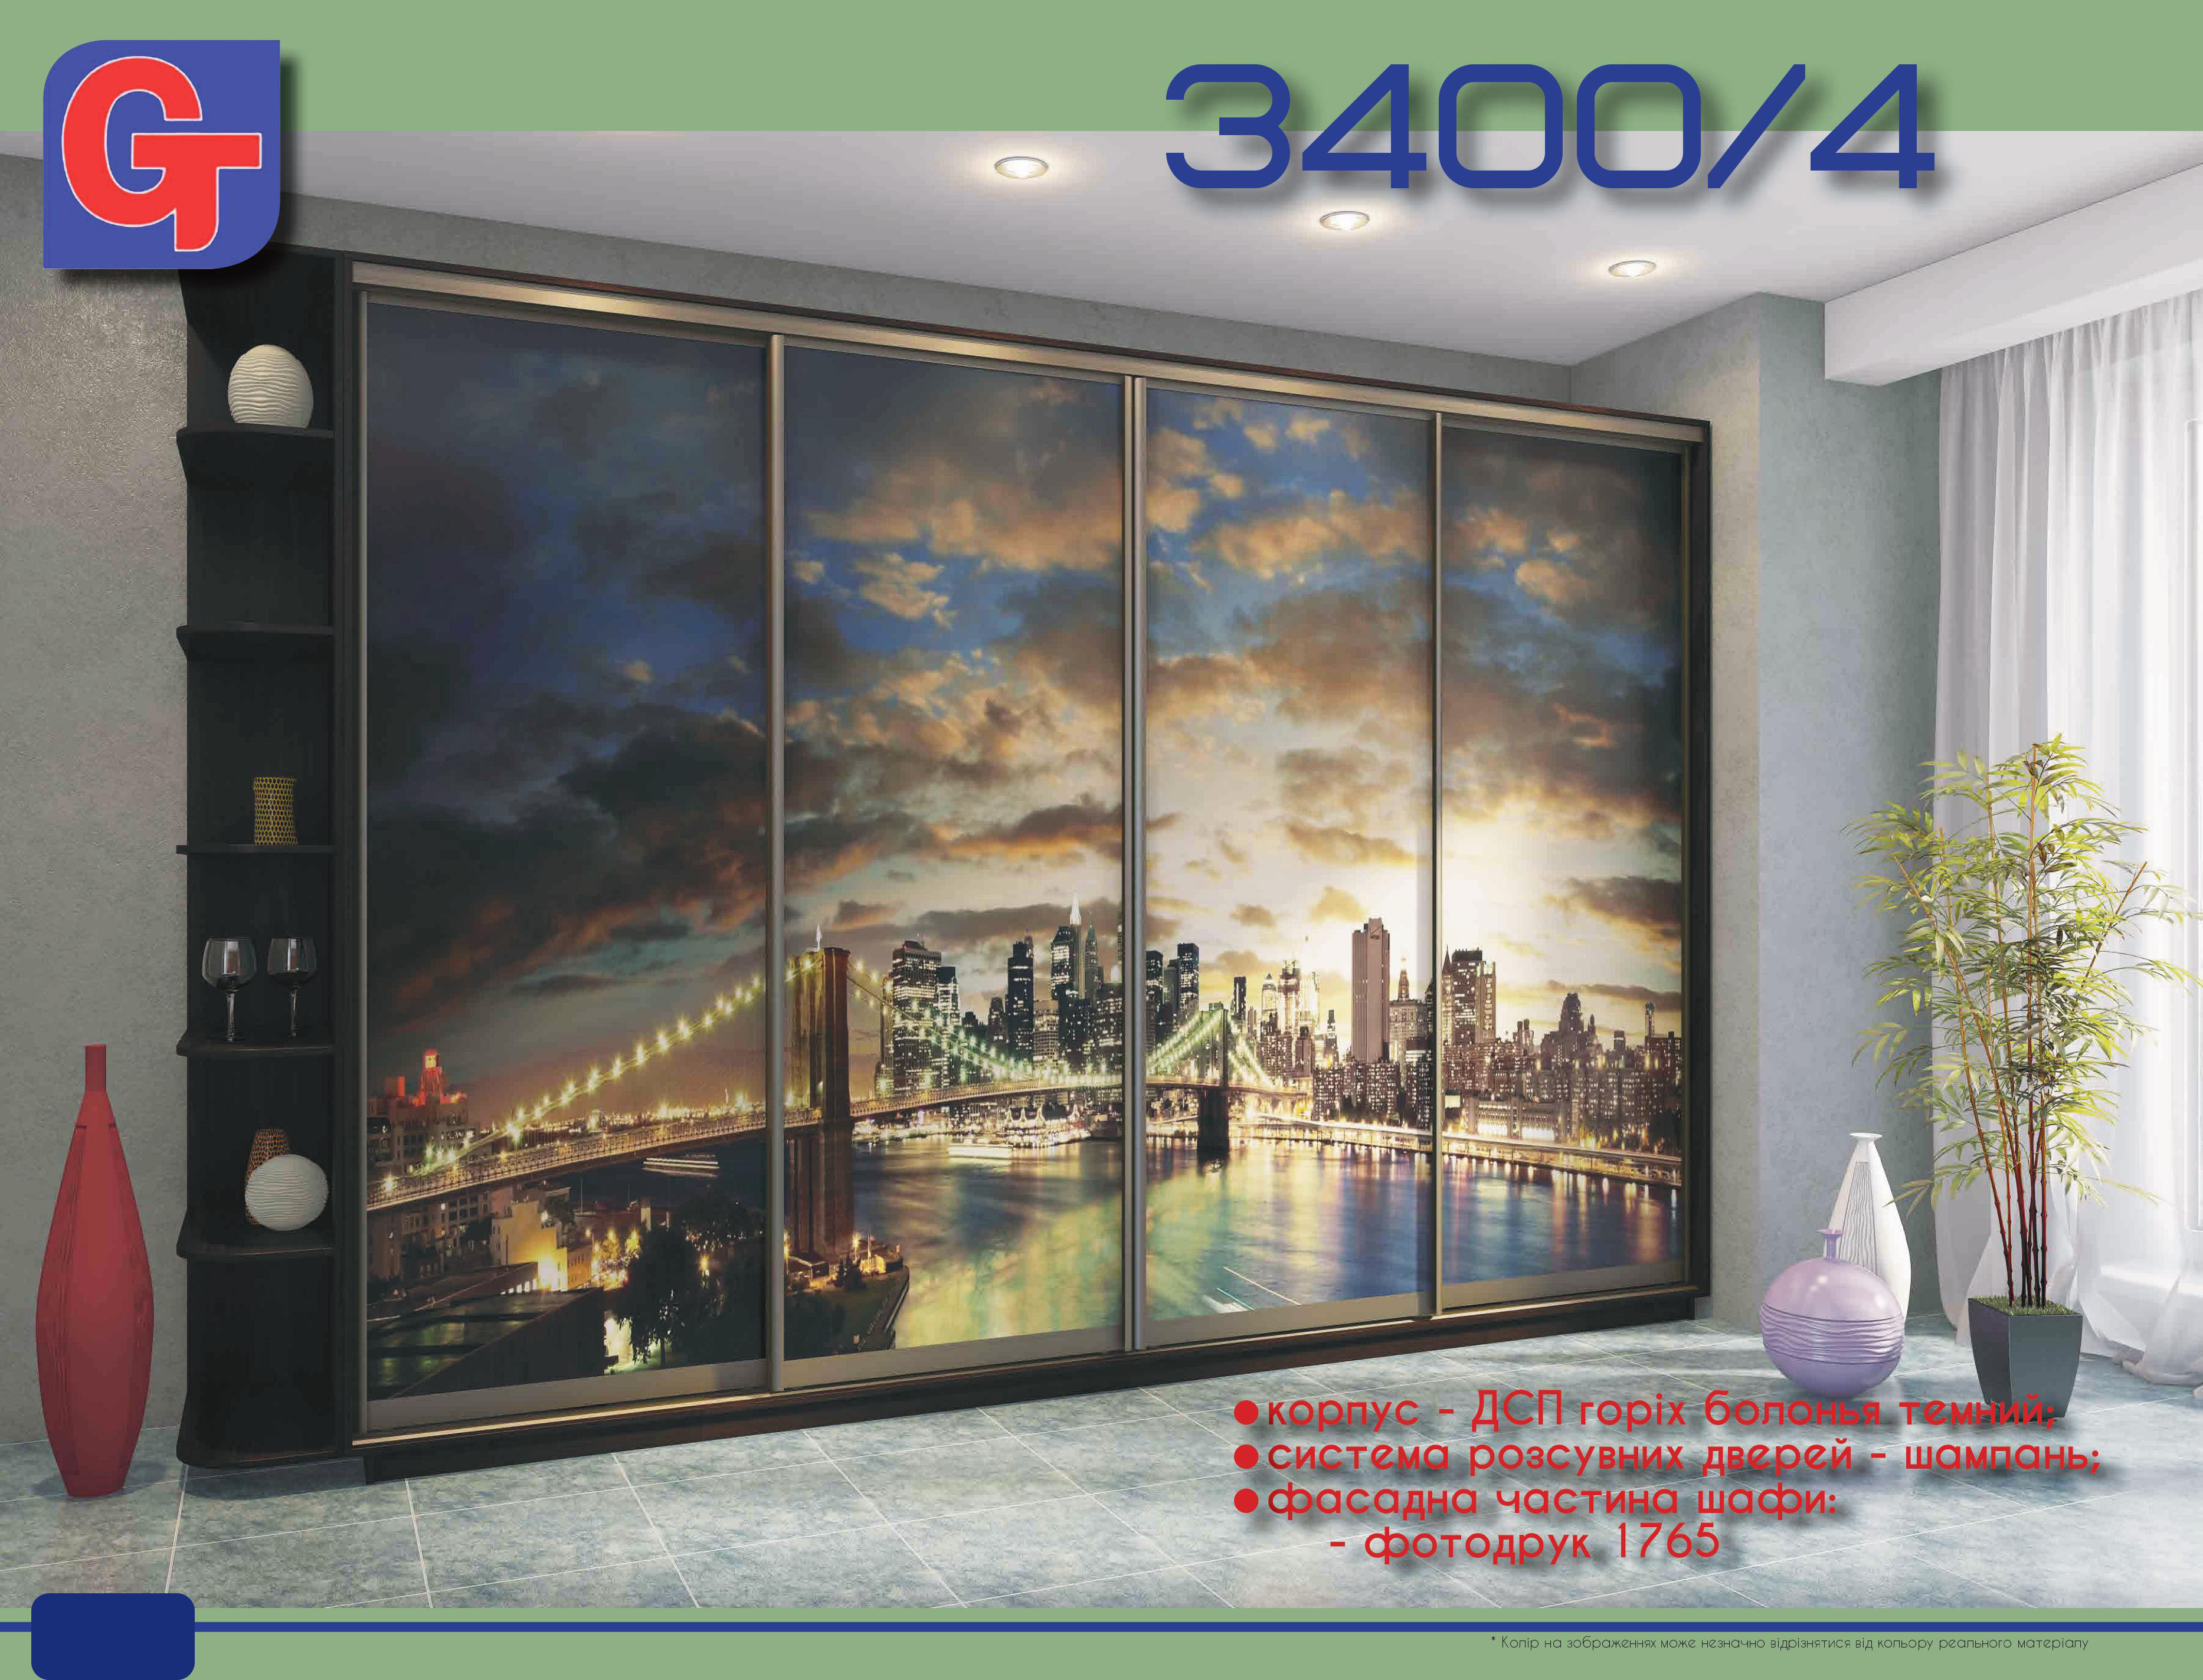 GT
3400/4
● корпус - ДСП горіх болонья темний;
● система розсувних дверей - шампань;
● фасадна частина шафи:
- фотодрук 1765
* Колір на зображеннях може незначно відрізнятися від кольору реального матеріалу